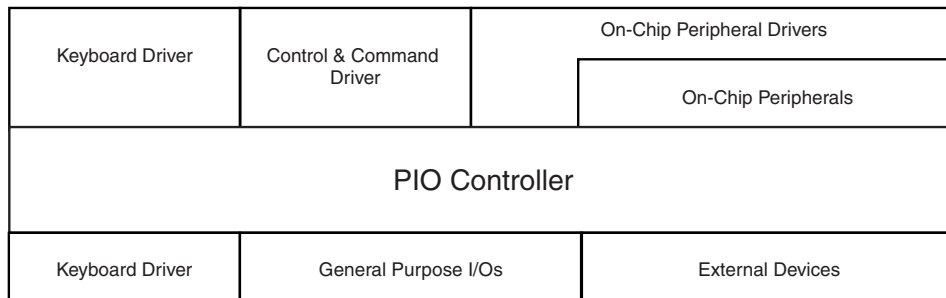 Keyboard Driver
Control & Command
Driver
On-Chip Peripheral Drivers
On-Chip Peripherals
PIO Controller
Keyboard Driver
General Purpose I/Os
External Devices